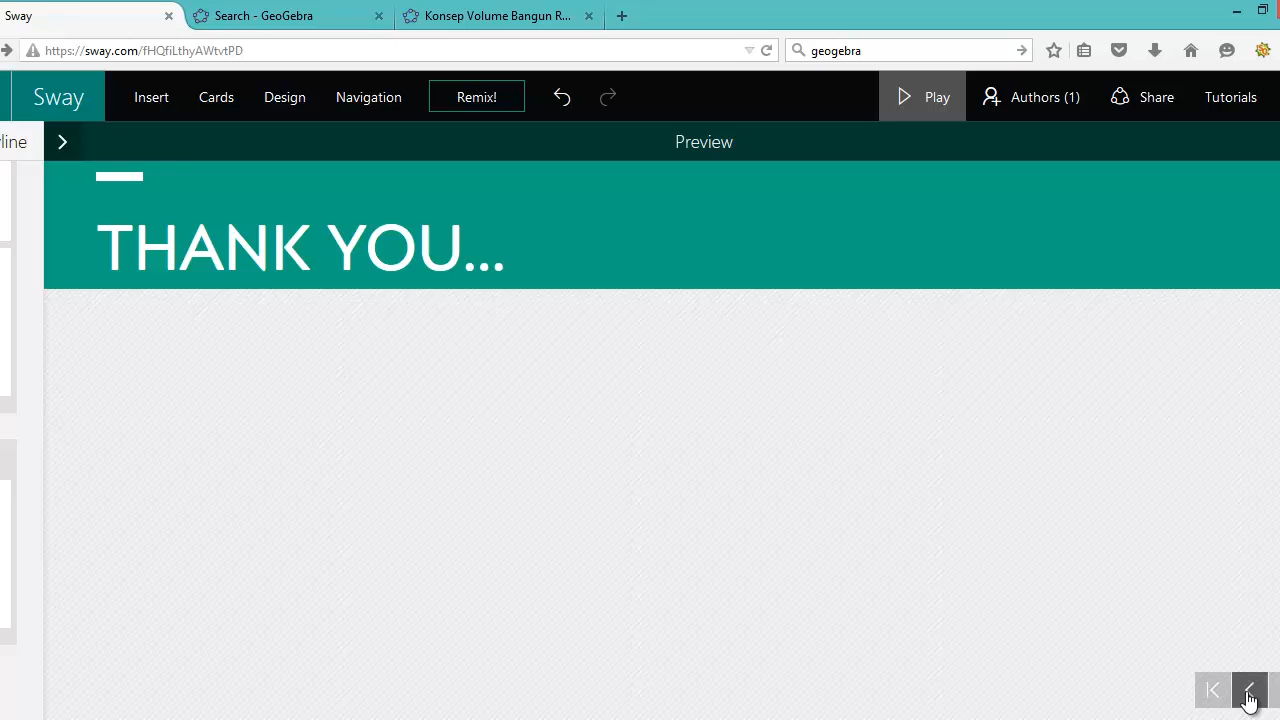 Sway
Search - GeoGebra
Konsep Volume Bangun R...
https://sway.com/fHQfiLthyAWtvtPD
geogebra
Sway
Insert
Cards
Design
Navigation
Remix!
Play
Authors (1)
Share
Tutorials
line
Preview
THANK YOU...